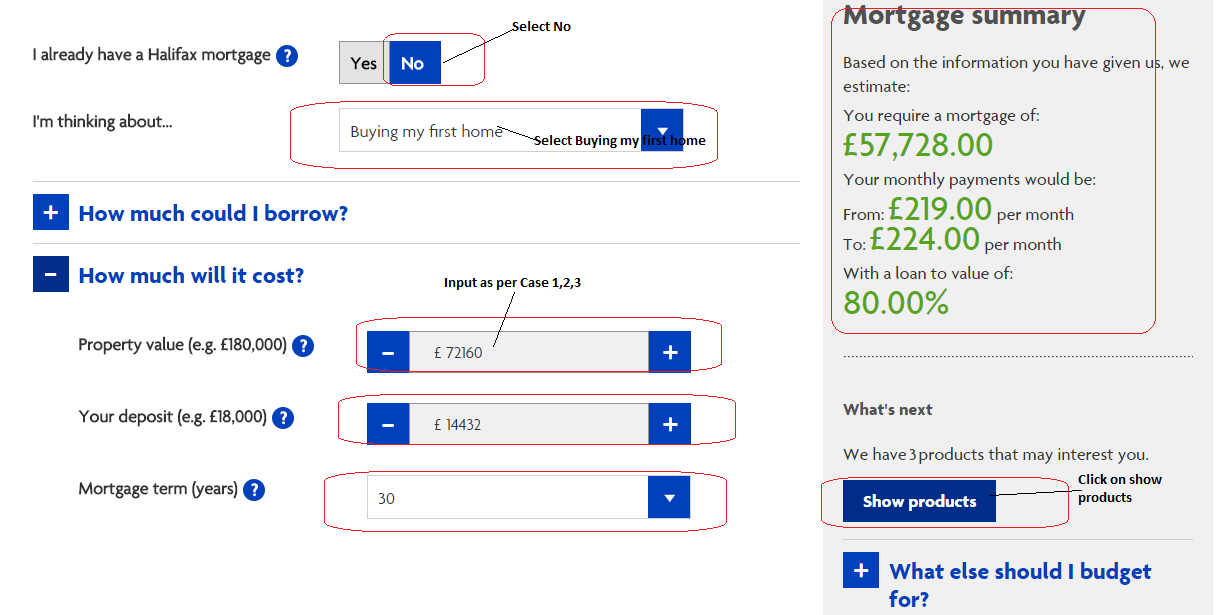 Select No
I already have a Halifax mortgage ?
Yes No
I'm thinking about...
Buying my first home
Select Buying my first home
+ How much could I borrow?
− How much will it cost?
Input as per Case 1,2,3
Property value (e.g. £180,000) ?
− £ 72160 +
Your deposit (e.g. £18,000) ?
− £ 14432 +
Mortgage term (years) ?
30
Mortgage summary
Based on the information you have given us, we
estimate:
You require a mortgage of:
£57,728.00
Your monthly payments would be:
From: £219.00 per month
To: £224.00 per month
With a loan to value of:
80.00%
What's next
We have 3 products that may interest you.
Show products
Click on show
products
+ What else should I budget
for?